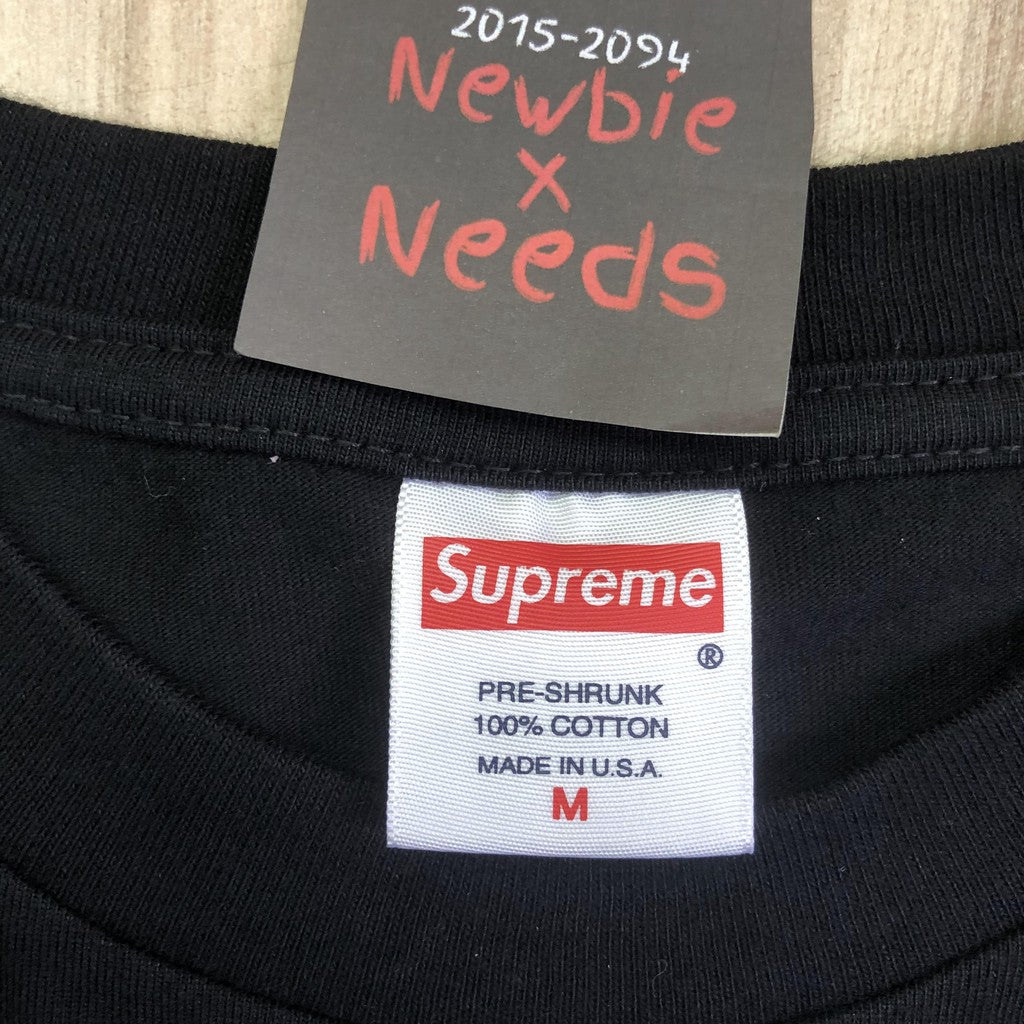 2015-2094
Newbie
x
Needs
Supreme
®
PRE-SHRUNK
100% COTTON
MADE IN U.S.A.
M